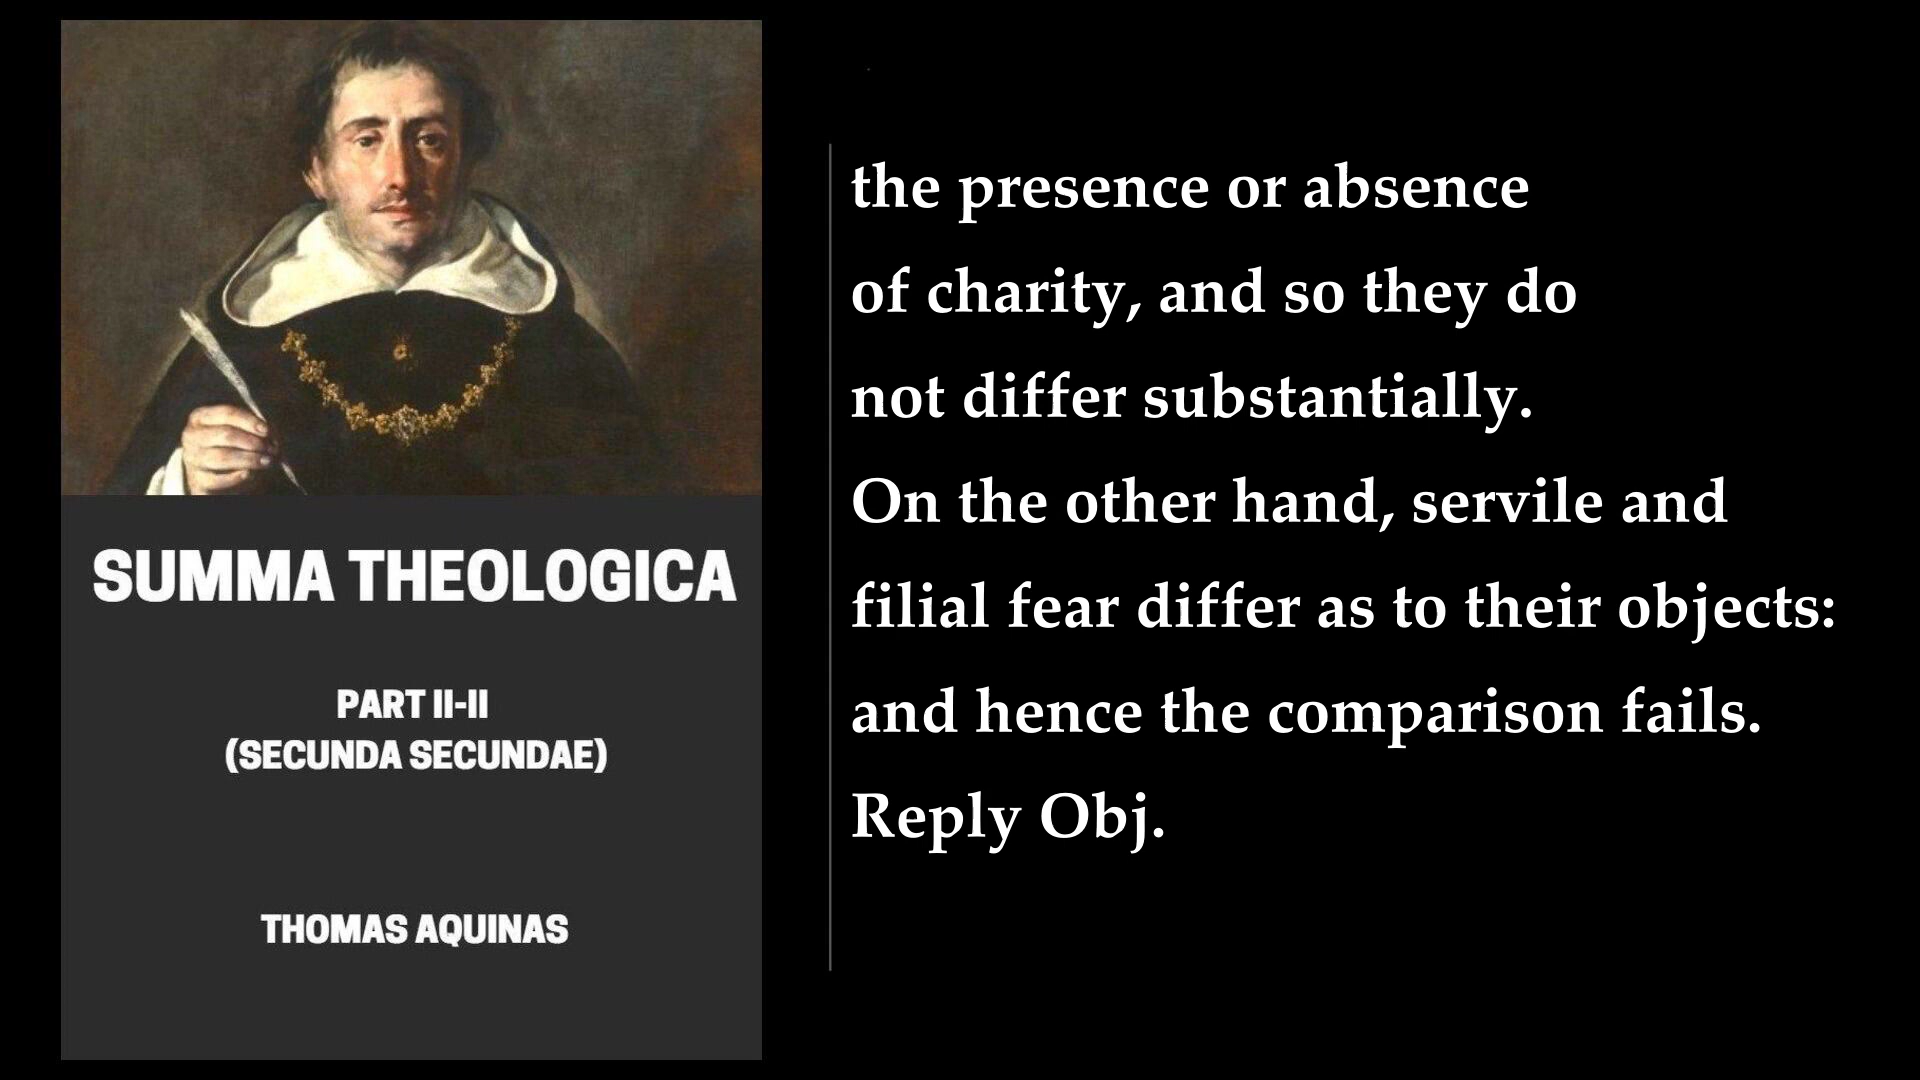 SUMMA THEOLOGICA
PART II-II
(SECUNDA SECUNDAE)
THOMAS AQUINAS
the presence or absence
of charity, and so they do
not differ substantially.
On the other hand, servile and
filial fear differ as to their objects:
and hence the comparison fails.
Reply Obj.